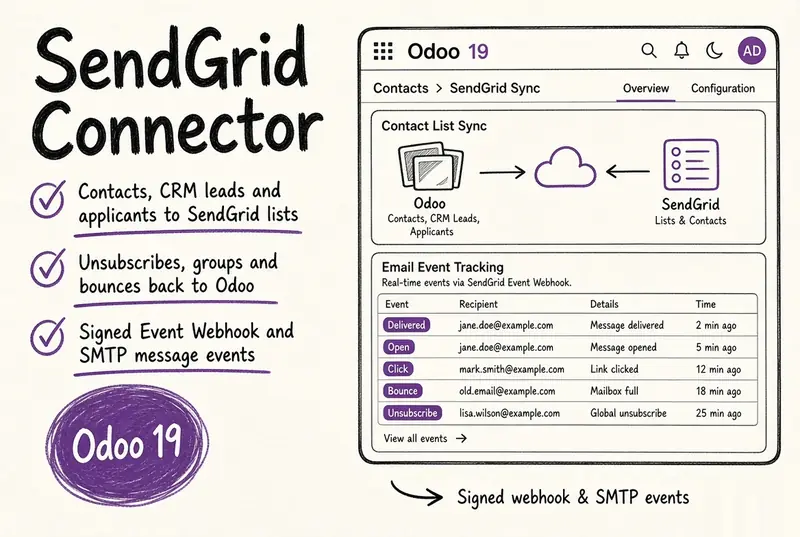 SendGrid
Connector
Contacts, CRM leads and
applicants to SendGrid lists
Unsubscribes, groups and
bounces back to Odoo
Signed Event Webhook and
SMTP message events
Odoo 19
Odoo 19
AD
Contacts > SendGrid Sync
Overview
Configuration
Contact List Sync
Odoo
Contacts, CRM Leads,
Applicants
SendGrid
Lists & Contacts
Email Event Tracking
Real-time events via SendGrid Event Webhook.
Event Recipient Details Time
Delivered jane.doe@example.com Message delivered 2 min ago
Open jane.doe@example.com Message opened 5 min ago
Click mark.smith@example.com Link clicked 12 min ago
Bounce old.email@example.com Mailbox full 18 min ago
Unsubscribe lisa.wilson@example.com Global unsubscribe 25 min ago
View all events →
Signed webhook & SMTP events